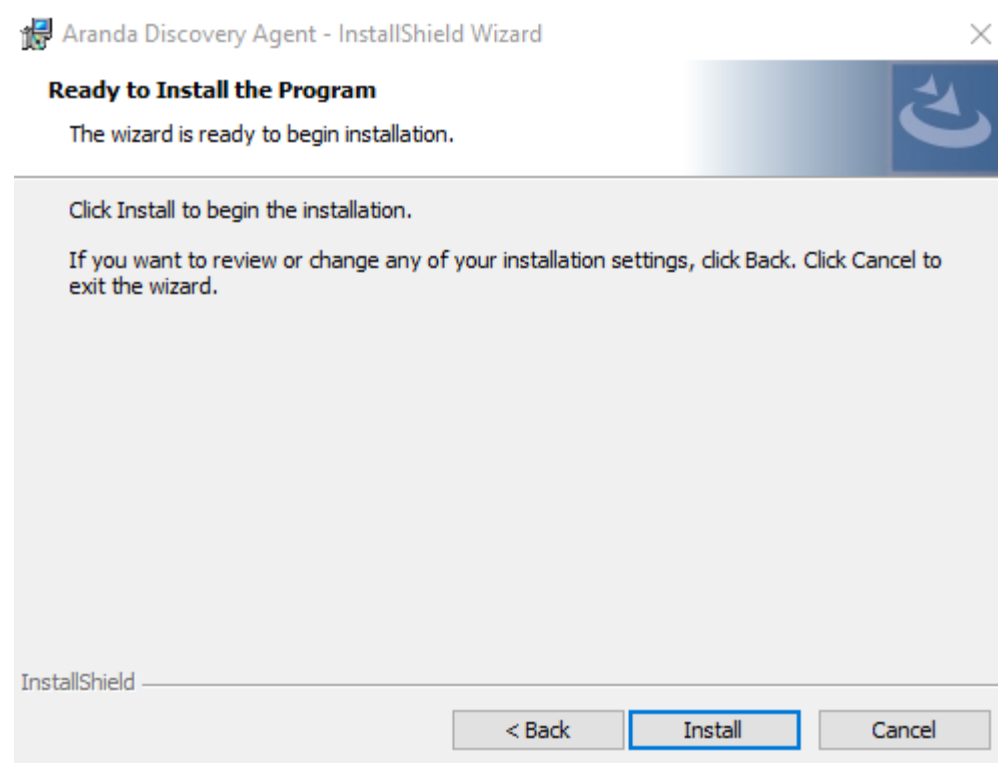 Aranda Discovery Agent - InstallShield Wizard
Ready to Install the Program
The wizard is ready to begin installation.
Click Install to begin the installation.
If you want to review or change any of your installation settings, click Back. Click Cancel to
exit the wizard.
InstallShield
< Back
Install
Cancel